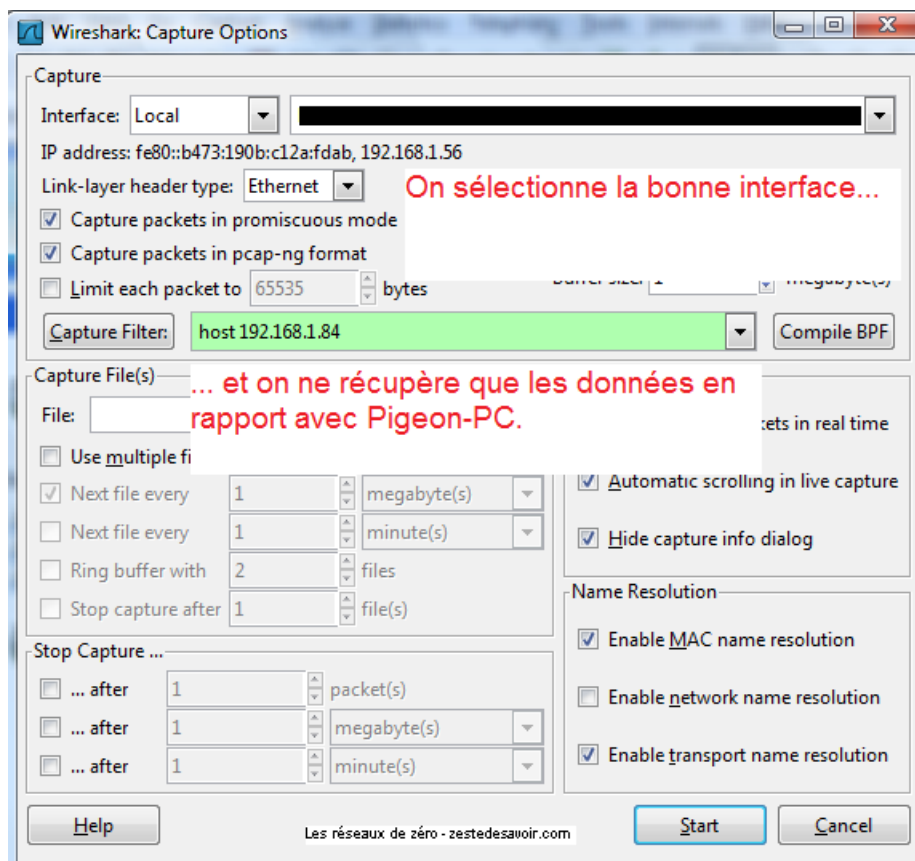 Wireshark: Capture Options
Capture
Interface: Local
IP address: fe80::b473:190b:c12a:fdab, 192.168.1.56
Link-layer header type: Ethernet
On sélectionne la bonne interface...
Capture packets in promiscuous mode
Capture packets in pcap-ng format
Limit each packet to 65535 bytes
Capture Filter: host 192.168.1.84 Compile BPF
Capture File(s)
... et on ne récupère que les données en
rapport avec Pigeon-PC.
File:
in real time
Use multiple
Automatic scrolling in live capture
Next file every 1 megabyte(s)
Next file every 1 minute(s)
Hide capture info dialog
Ring buffer with 2 files
Stop capture after 1 file(s)
Name Resolution
Enable MAC name resolution
Stop Capture ...
... after 1 packet(s)
Enable network name resolution
... after 1 megabyte(s)
... after 1 minute(s)
Enable transport name resolution
Help
Les réseaux de zéro - zestedesavoir.com
Start
Cancel